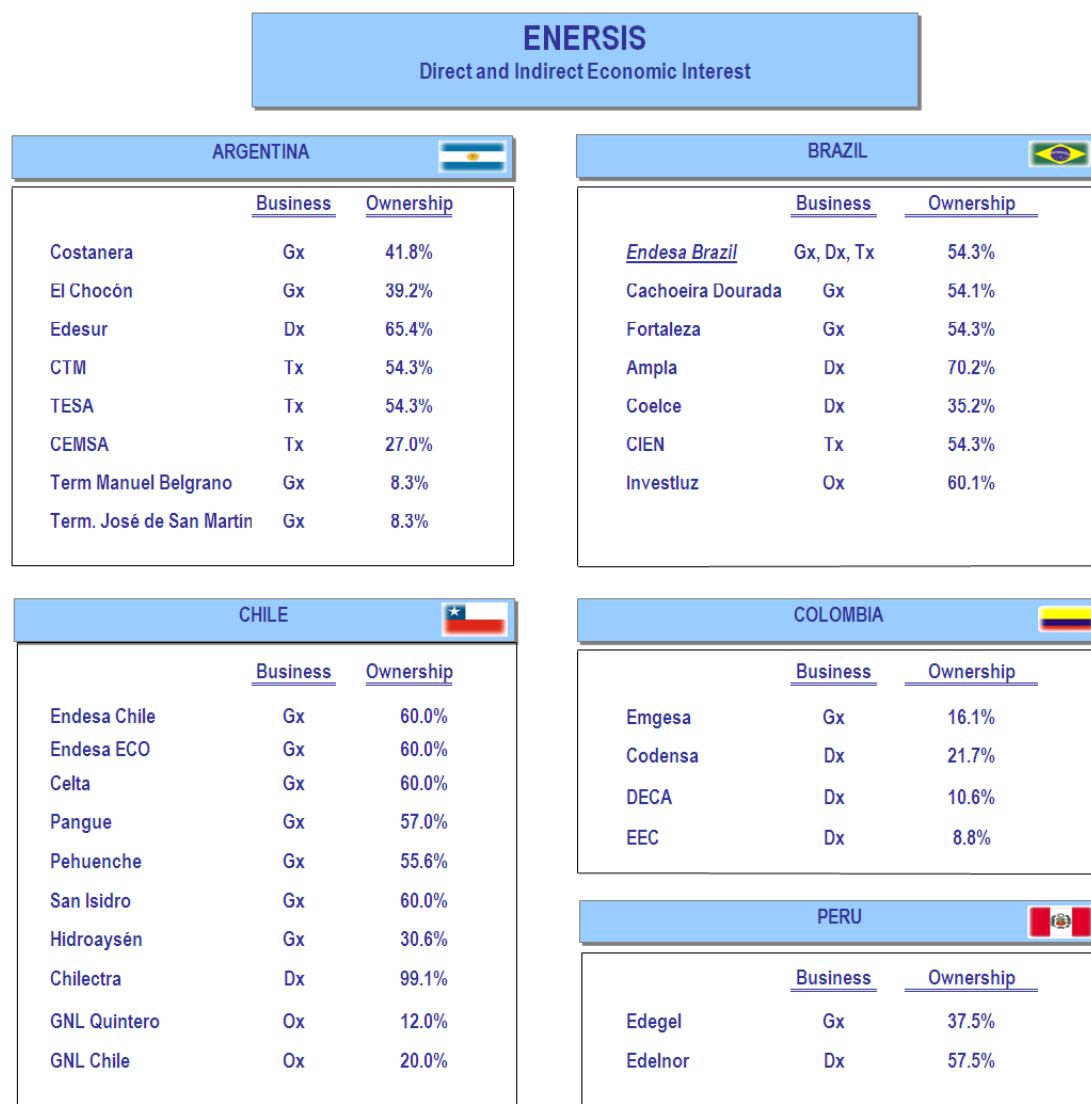 ENERSIS
Direct and Indirect Economic Interest
ARGENTINA
Business Ownership
Costanera Gx 41.8%
El Chocón Gx 39.2%
Edesur Dx 65.4%
CTM Tx 54.3%
TESA Tx 54.3%
CEMSA Tx 27.0%
Term Manuel Belgrano Gx 8.3%
Term. José de San Martín Gx 8.3%
BRAZIL
Business Ownership
Endesa Brazil Gx, Dx, Tx 54.3%
Cachoeira Dourada Gx 54.1%
Fortaleza Gx 54.3%
Ampla Dx 70.2%
Coelce Dx 35.2%
CIEN Tx 54.3%
Investluz Ox 60.1%
CHILE
Business Ownership
Endesa Chile Gx 60.0%
Endesa ECO Gx 60.0%
Celta Gx 60.0%
Pangue Gx 57.0%
Pehuenche Gx 55.6%
San Isidro Gx 60.0%
Hidroaysén Gx 30.6%
Chilectra Dx 99.1%
GNL Quintero Ox 12.0%
GNL Chile Ox 20.0%
COLOMBIA
Business Ownership
Emgesa Gx 16.1%
Codensa Dx 21.7%
DECA Dx 10.6%
EEC Dx 8.8%
PERU
Business Ownership
Edegel Gx 37.5%
Edelnor Dx 57.5%